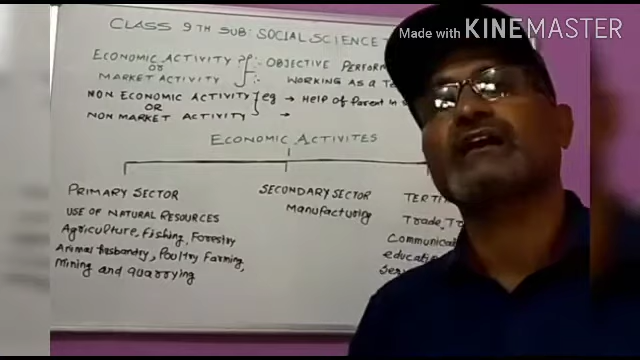 Made with KINEMASTER
CLASS 9TH SUB: SOCIAL SCIENCE
ECONOMIC ACTIVITY OBJECTIVE
OR
MARKET ACTIVITY WORKING AS A
NON ECONOMIC ACTIVITY eg → HELP OF Parent in
OR
NON MARKET ACTIVITY →
ECONOMIC ACTIVITES
PRIMARY SECTOR SECONDARY SECTOR
USE OF NATURAL RESOURCES Manufacturing
Agriculture, Fishing, Forestry Trade,
Animal husbandry, Poultry Farming,
Mining and quarrying